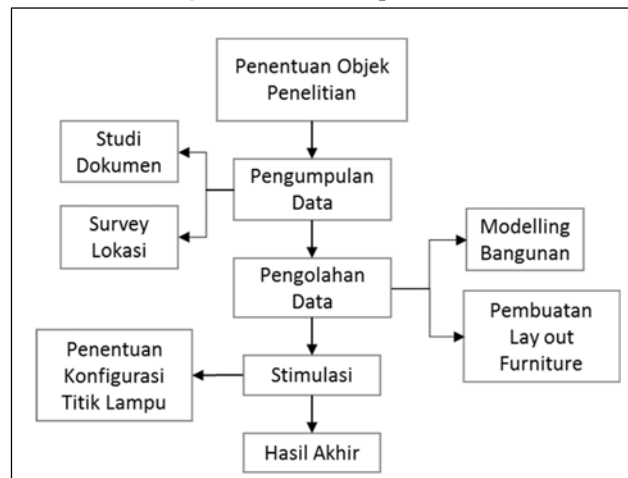 Penentuan Objek
Penelitian
Studi
Dokumen
Pengumpulan
Data
Survey
Lokasi
Modelling
Bangunan
Pengolahan
Data
Pembuatan
Lay out
Furniture
Penentuan
Konfigurasi
Titik Lampu
Stimulasi
Hasil Akhir